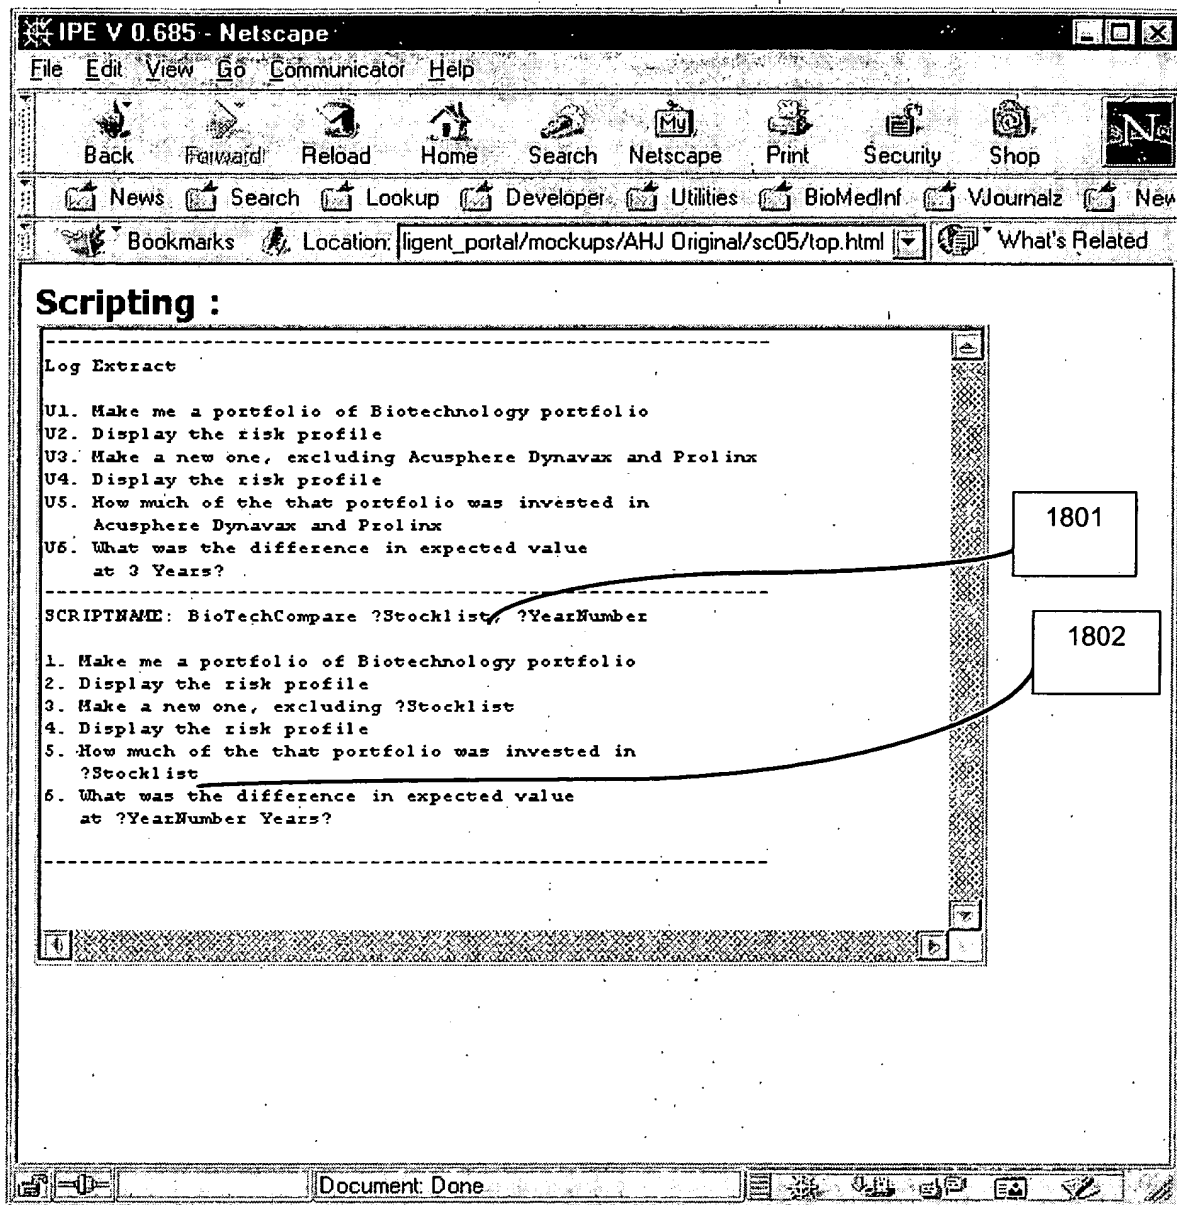 IPE V 0.685 - Netscape
File Edit View Go Communicator Help
Back Forward Reload Home Search Netscape Print Security Shop
My
N
News Search Lookup Developer Utilities BioMedInf VJournalz New
Bookmarks Location: ligent_portal/mockups/AHJ Original/sc05/top.html What's Related
Scripting :
Log Extract
U1. Make me a portfolio of Biotechnology portfolio
U2. Display the risk profile
U3. Make a new one, excluding Acusphere Dynavax and Prolinx
U4. Display the risk profile
U5. How much of the that portfolio was invested in
Acusphere Dynavax and Prolinx
U6. What was the difference in expected value
at 3 Years?
1801
SCRIPTNAME: BioTechCompare ?Stocklist, ?YearNumber
1802
1. Make me a portfolio of Biotechnology portfolio
2. Display the risk profile
3. Make a new one, excluding ?Stocklist
4. Display the risk profile
5. How much of the that portfolio was invested in
?Stocklist
6. What was the difference in expected value
at ?YearNumber Years?
Document: Done